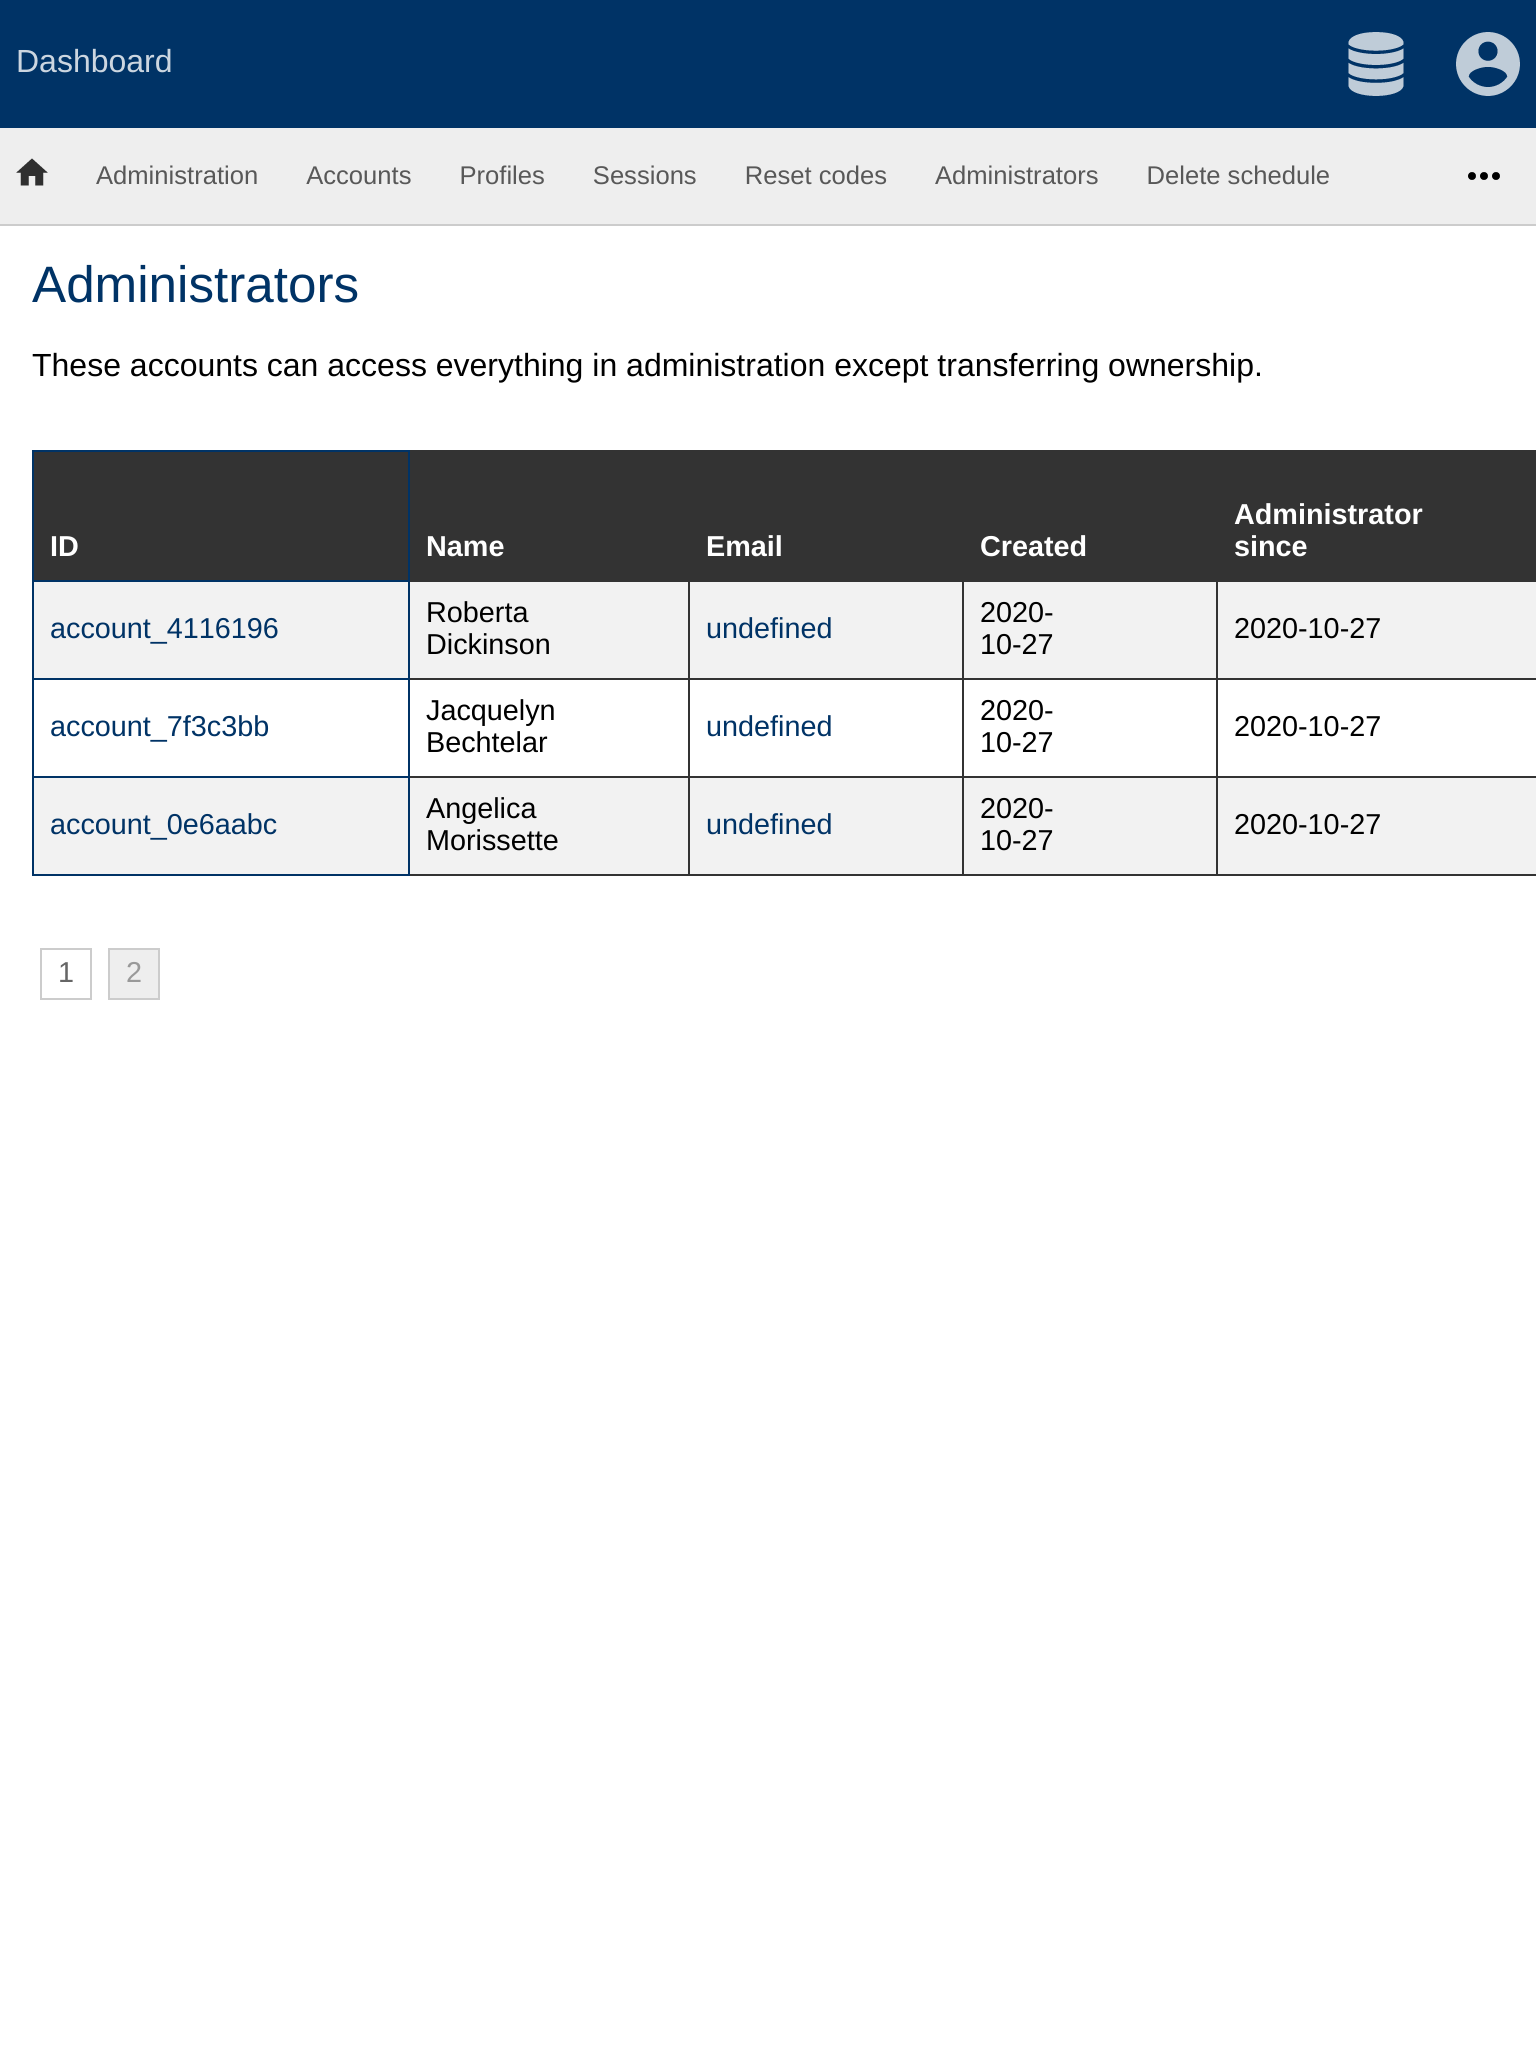 Dashboard
Administration Accounts Profiles Sessions Reset codes Administrators Delete schedule
Administrators
These accounts can access everything in administration except transferring ownership.
ID Name Email Created Administrator since
account_4116196 Roberta Dickinson undefined 2020-10-27 2020-10-27
account_7f3c3bb Jacquelyn Bechtelar undefined 2020-10-27 2020-10-27
account_0e6aabc Angelica Morissette undefined 2020-10-27 2020-10-27
1 2